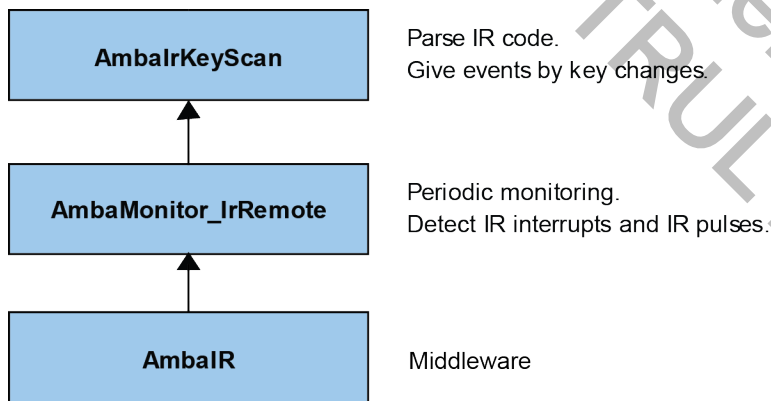 AmbaIrKeyScan
Parse IR code.
Give events by key changes.
AmbaMonitor_IrRemote
Periodic monitoring.
Detect IR interrupts and IR pulses.
AmbaIR
Middleware